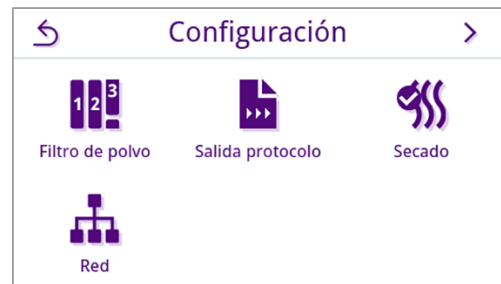 Configuración
1 2 3
Filtro de polvo
Salida protocolo
Secado
Red